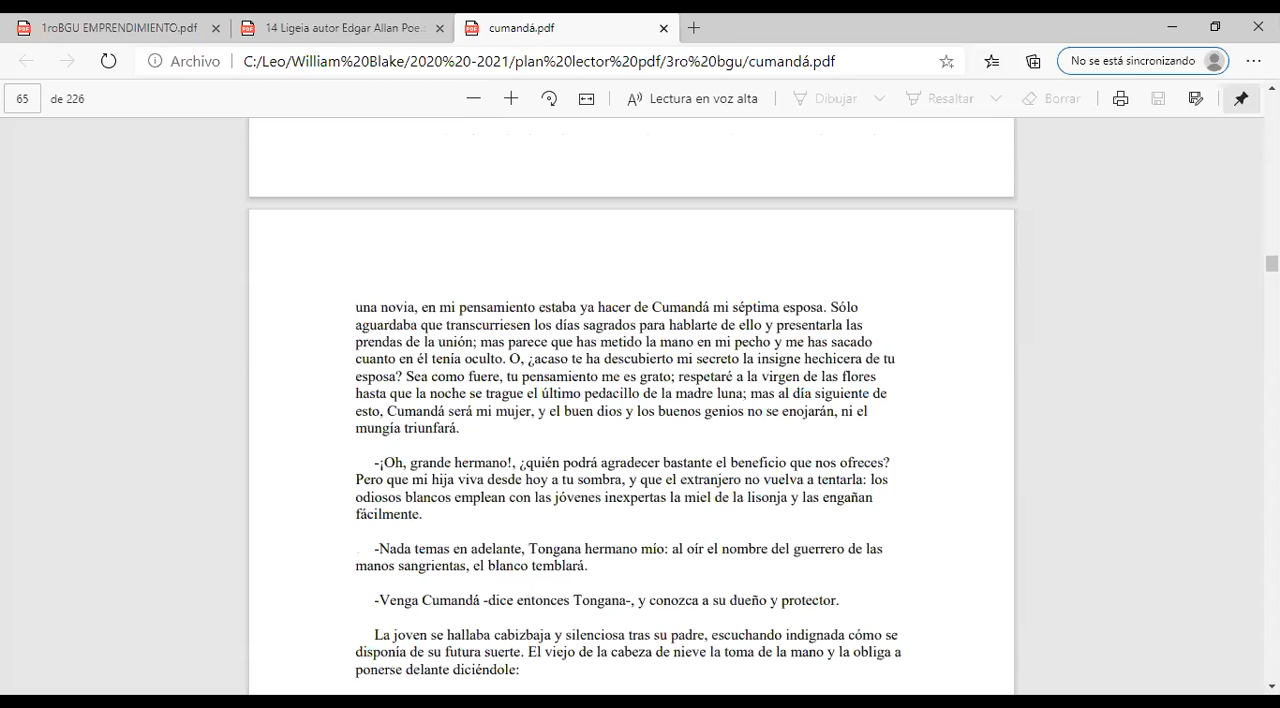 1roBGU EMPRENDIMIENTO.pdf
14 Ligeia autor Edgar Allan Poe.
cumandá.pdf
Archivo
C:/Leo/William%20Blake/2020%20-2021/plan%20lector%20pdf/3ro%20bgu/cumandá.pdf
No se está sincronizando
65 de 226
Lectura en voz alta
Dibujar
Resaltar
Borrar
una novia, en mi pensamiento estaba ya hacer de Cumandá mi séptima esposa. Sólo
aguardaba que transcurriesen los días sagrados para hablarte de ello y presentarla las
prendas de la unión; mas parece que has metido la mano en mi pecho y me has sacado
cuanto en él tenía oculto. O, ¿acaso te ha descubierto mi secreto la insigne hechicera de tu
esposa? Sea como fuere, tu pensamiento me es grato; respetaré a la virgen de las flores
hasta que la noche se trague el último pedacillo de la madre luna; mas al día siguiente de
esto, Cumandá será mi mujer, y el buen dios y los buenos genios no se enojarán, ni el
mungía triunfará.
-¡Oh, grande hermano!, ¿quién podrá agradecer bastante el beneficio que nos ofreces?
Pero que mi hija viva desde hoy a tu sombra, y que el extranjero no vuelva a tentarla: los
odiosos blancos emplean con las jóvenes inexpertas la miel de la lisonja y las engañan
fácilmente.
-Nada temas en adelante, Tongana hermano mío: al oír el nombre del guerrero de las
manos sangrientas, el blanco temblará.
-Venga Cumandá -dice entonces Tongana-, y conozca a su dueño y protector.
La joven se hallaba cabizbaja y silenciosa tras su padre, escuchando indignada cómo se
disponía de su futura suerte. El viejo de la cabeza de nieve la toma de la mano y la obliga a
ponerse delante diciéndole: